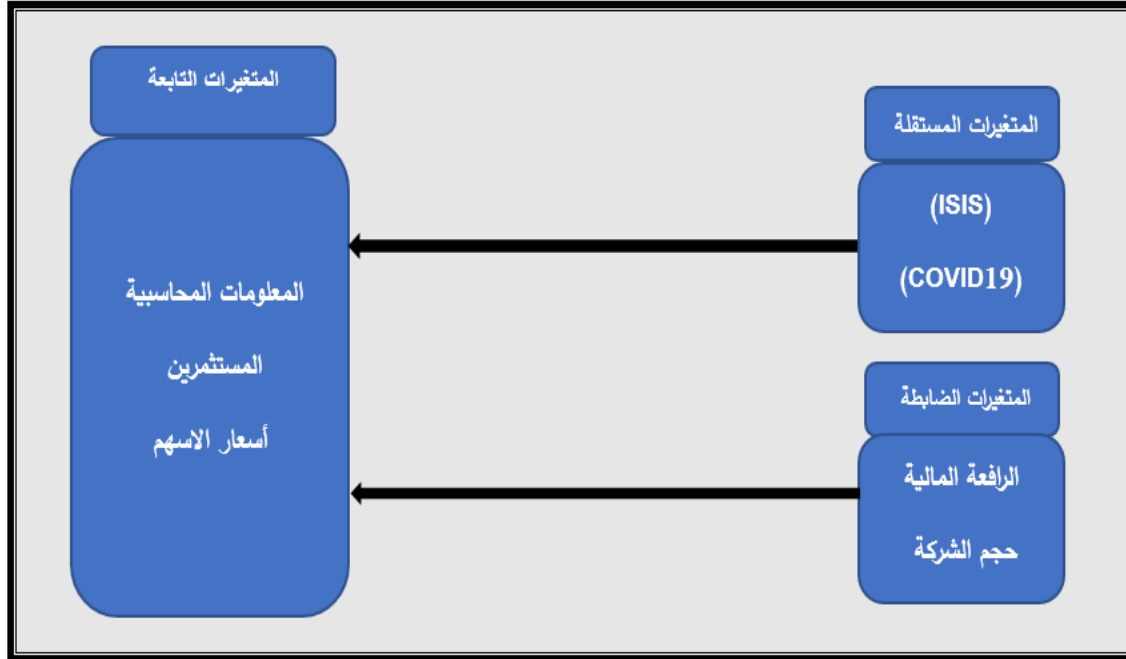 المتغيرات المستقلة
(ISIS)
(COVID19)
المتغيرات الضابطة
الرافعة المالية
حجم الشركة
المتغيرات التابعة
المعلومات المحاسبية
المستثمرين
أسعار الاسهم